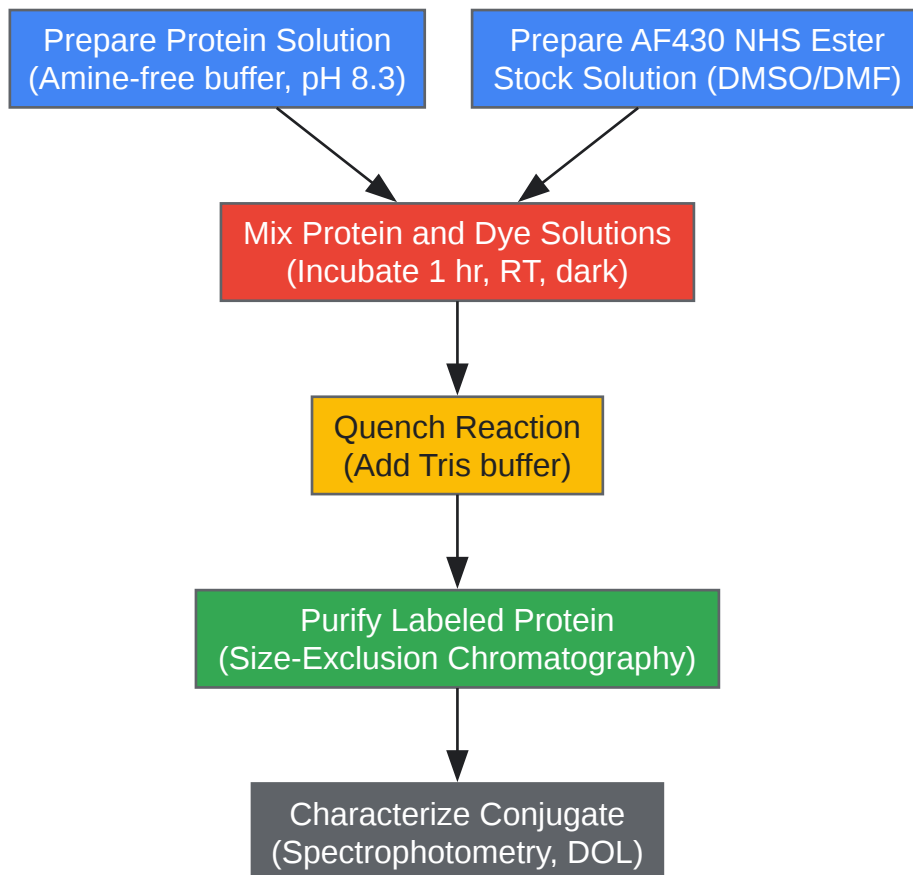 Prepare Protein Solution
(Amine-free buffer, pH 8.3)
Prepare AF430 NHS Ester
Stock Solution (DMSO/DMF)
Mix Protein and Dye Solutions
(Incubate 1 hr, RT, dark)
Quench Reaction
(Add Tris buffer)
Purify Labeled Protein
(Size-Exclusion Chromatography)
Characterize Conjugate
(Spectrophotometry, DOL)